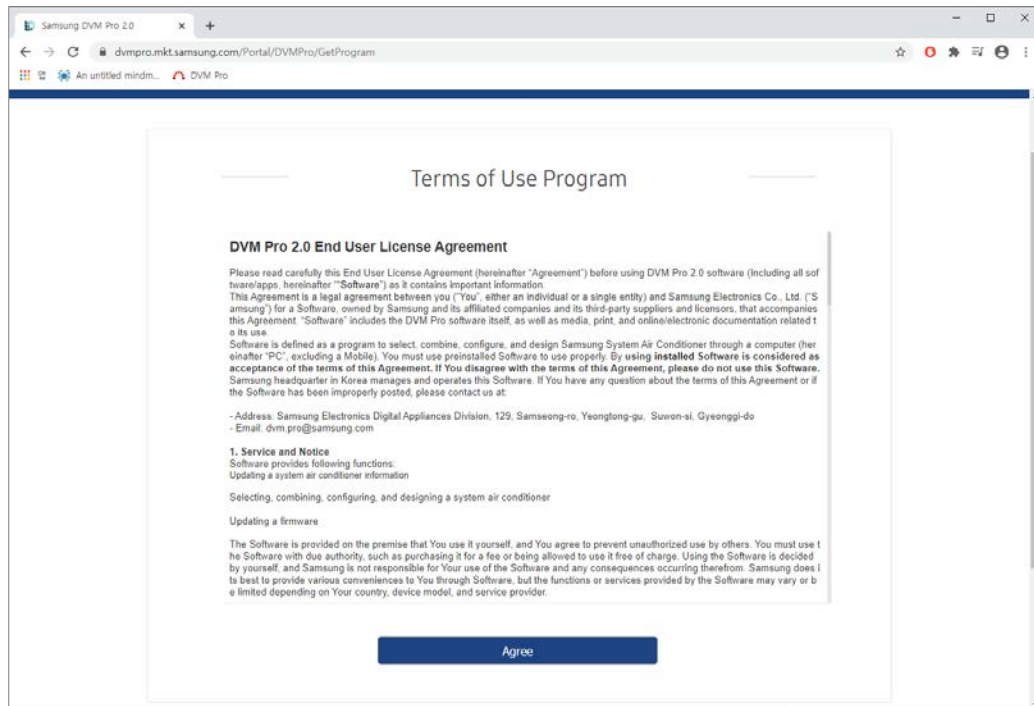 Samsung DVM Pro 2.0
dvmpro.mkt.samsung.com/Portal/DVMPro/GetProgram
An untitled mindm...
DVM Pro
Terms of Use Program
DVM Pro 2.0 End User License Agreement
Please read carefully this End User License Agreement (hereinafter “Agreement”) before using DVM Pro 2.0 software (Including all sof
tware/apps, hereinafter “"Software”) as it contains important information.
This Agreement is a legal agreement between you (“You”, either an individual or a single entity) and Samsung Electronics Co., Ltd. (“S
amsung”) for a Software, owned by Samsung and its affiliated companies and its third-party suppliers and licensors, that accompanies
this Agreement. “Software” includes the DVM Pro software itself, as well as media, print, and online/electronic documentation related t
o its use.
Software is defined as a program to select, combine, configure, and design Samsung System Air Conditioner through a computer (her
einafter “PC”, excluding a Mobile). You must use preinstalled Software to use properly. By using installed Software is considered as
acceptance of the terms of this Agreement. If You disagree with the terms of this Agreement, please do not use this Software.
Samsung headquarter in Korea manages and operates this Software. If You have any question about the terms of this Agreement or if
the Software has been improperly posted, please contact us at:
- Address: Samsung Electronics Digital Appliances Division, 129, Samseong-ro, Yeongtong-gu, Suwon-si, Gyeonggi-do
- Email: dvm.pro@samsung.com
1. Service and Notice
Software provides following functions:
Updating a system air conditioner information
Selecting, combining, configuring, and designing a system air conditioner
Updating a firmware
The Software is provided on the premise that You use it yourself, and You agree to prevent unauthorized use by others. You must use t
he Software with due authority, such as purchasing it for a fee or being allowed to use it free of charge. Using the Software is decided
by yourself, and Samsung is not responsible for Your use of the Software and any consequences occurring therefrom. Samsung does i
ts best to provide various conveniences to You through Software, but the functions or services provided by the Software may vary or b
e limited depending on Your country, device model, and service provider.
Agree